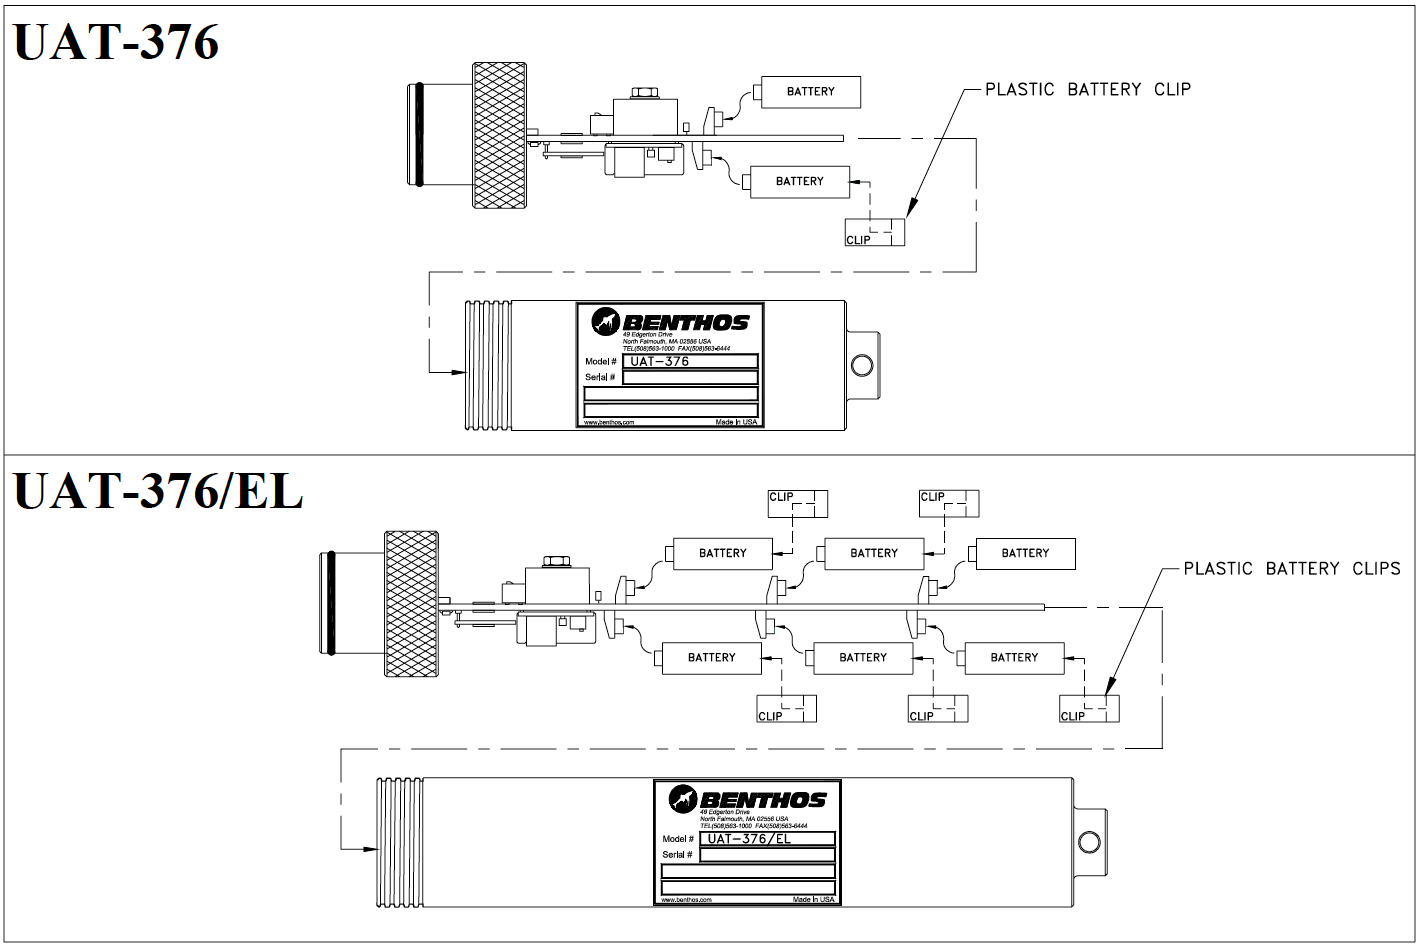 UAT-376
BATTERY
PLASTIC BATTERY CLIP
BATTERY
CLIP
BENTHOS
49 Edgerton Drive
North Falmouth, MA 02556 USA
TEL(508)563-1000 FAX(508)563-6444
Model # UAT-376
Serial #
www.benthos.com Made In USA
UAT-376/EL
CLIP CLIP
BATTERY BATTERY BATTERY
PLASTIC BATTERY CLIPS
BATTERY BATTERY BATTERY
CLIP CLIP CLIP
BENTHOS
49 Edgerton Drive
North Falmouth, MA 02556 USA
TEL(508)563-1000 FAX(508)563-6444
Model # UAT-376/EL
Serial #
www.benthos.com Made In USA